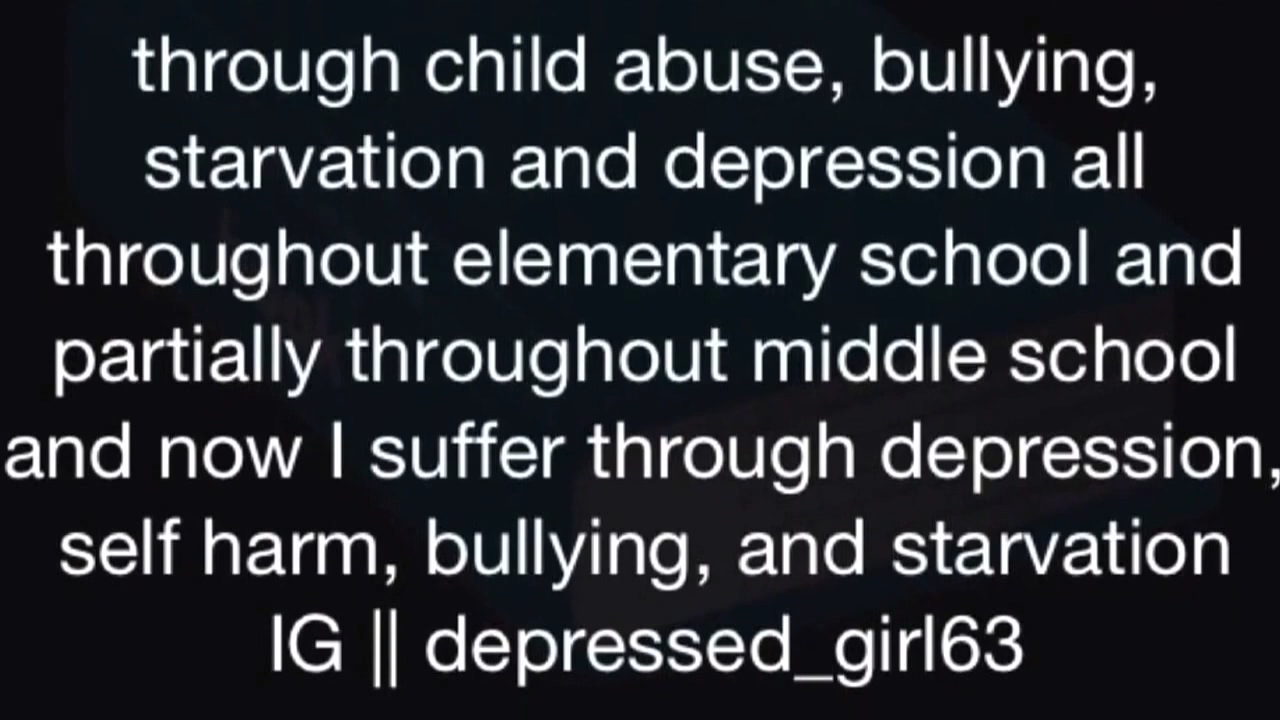 through child abuse, bullying,
starvation and depression all
throughout elementary school and
partially throughout middle school
and now I suffer through depression,
self harm, bullying, and starvation
IG || depressed_girl63